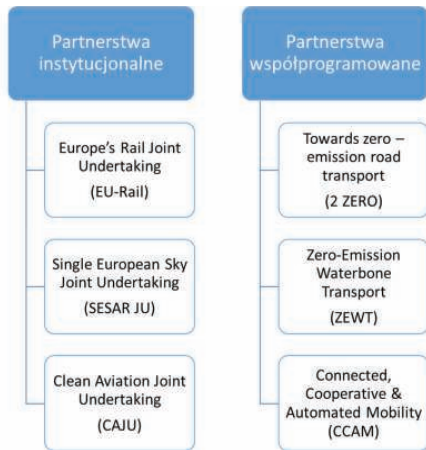 Partnerstwa
instytucjonalne
Europe's Rail Joint
Undertaking
(EU-Rail)
Single European Sky
Joint Undertaking
(SESAR JU)
Clean Aviation Joint
Undertaking
(CAJU)
Partnerstwa
współprogramowane
Towards zero –
emission road
transport
(2 ZERO)
Zero-Emission
Waterbone
Transport
(ZEWT)
Connected,
Cooperative &
Automated Mobility
(CCAM)